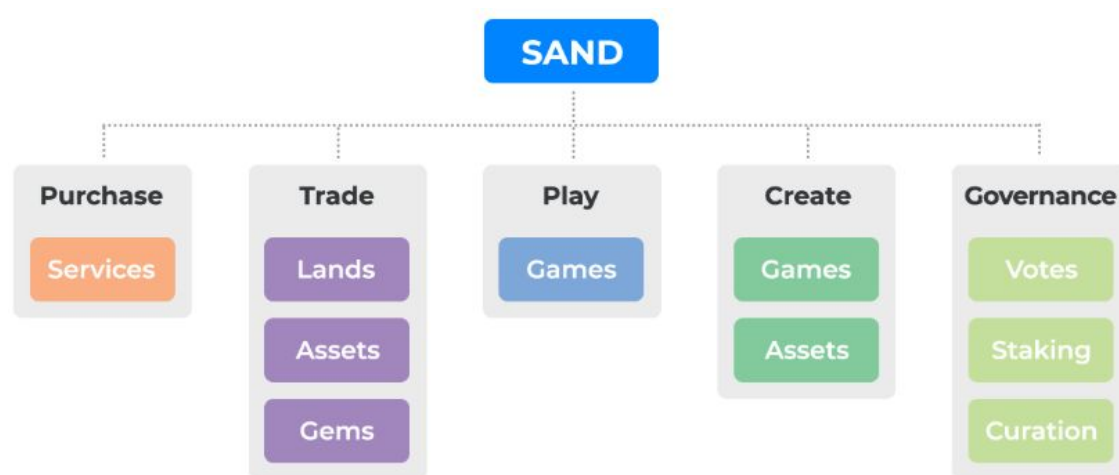 SAND
Purchase
Services
Trade
Lands
Assets
Gems
Play
Games
Create
Games
Assets
Governance
Votes
Staking
Curation